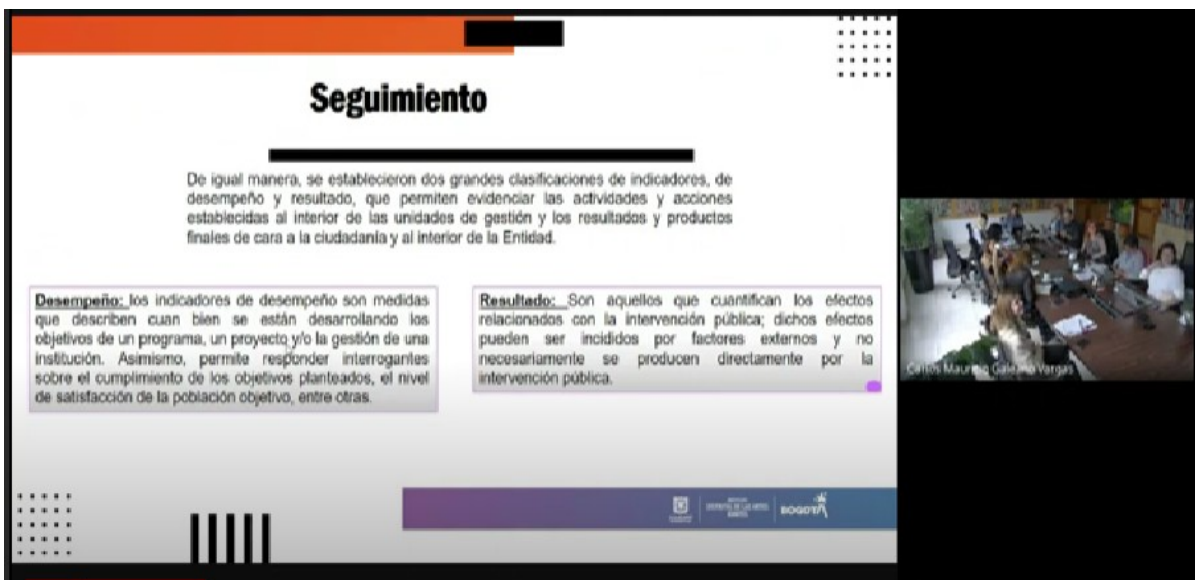 Seguimiento
De igual manera, se establecieron dos grandes clasificaciones de indicadores, de
desempeño y resultado, que permiten evidenciar las actividades y acciones
establecidas al interior de las unidades de gestión y los resultados y productos
finales de cara a la ciudadanía y al interior de la Entidad.
Desempeño: los indicadores de desempeño son medidas
que describen cuan bien se están desarrollando los
objetivos de un programa, un proyecto y/o la gestión de una
institución. Asimismo, permite responder interrogantes
sobre el cumplimiento de los objetivos planteados, el nivel
de satisfacción de la población objetivo, entre otras.
Resultado: Son aquellos que cuantifican los efectos
relacionados con la intervención pública; dichos efectos
pueden ser incididos por factores externos y no
necesariamente se producen directamente por la
intervención pública.
Carlos Mauricio Galeano Vargas
BOGOTÁ